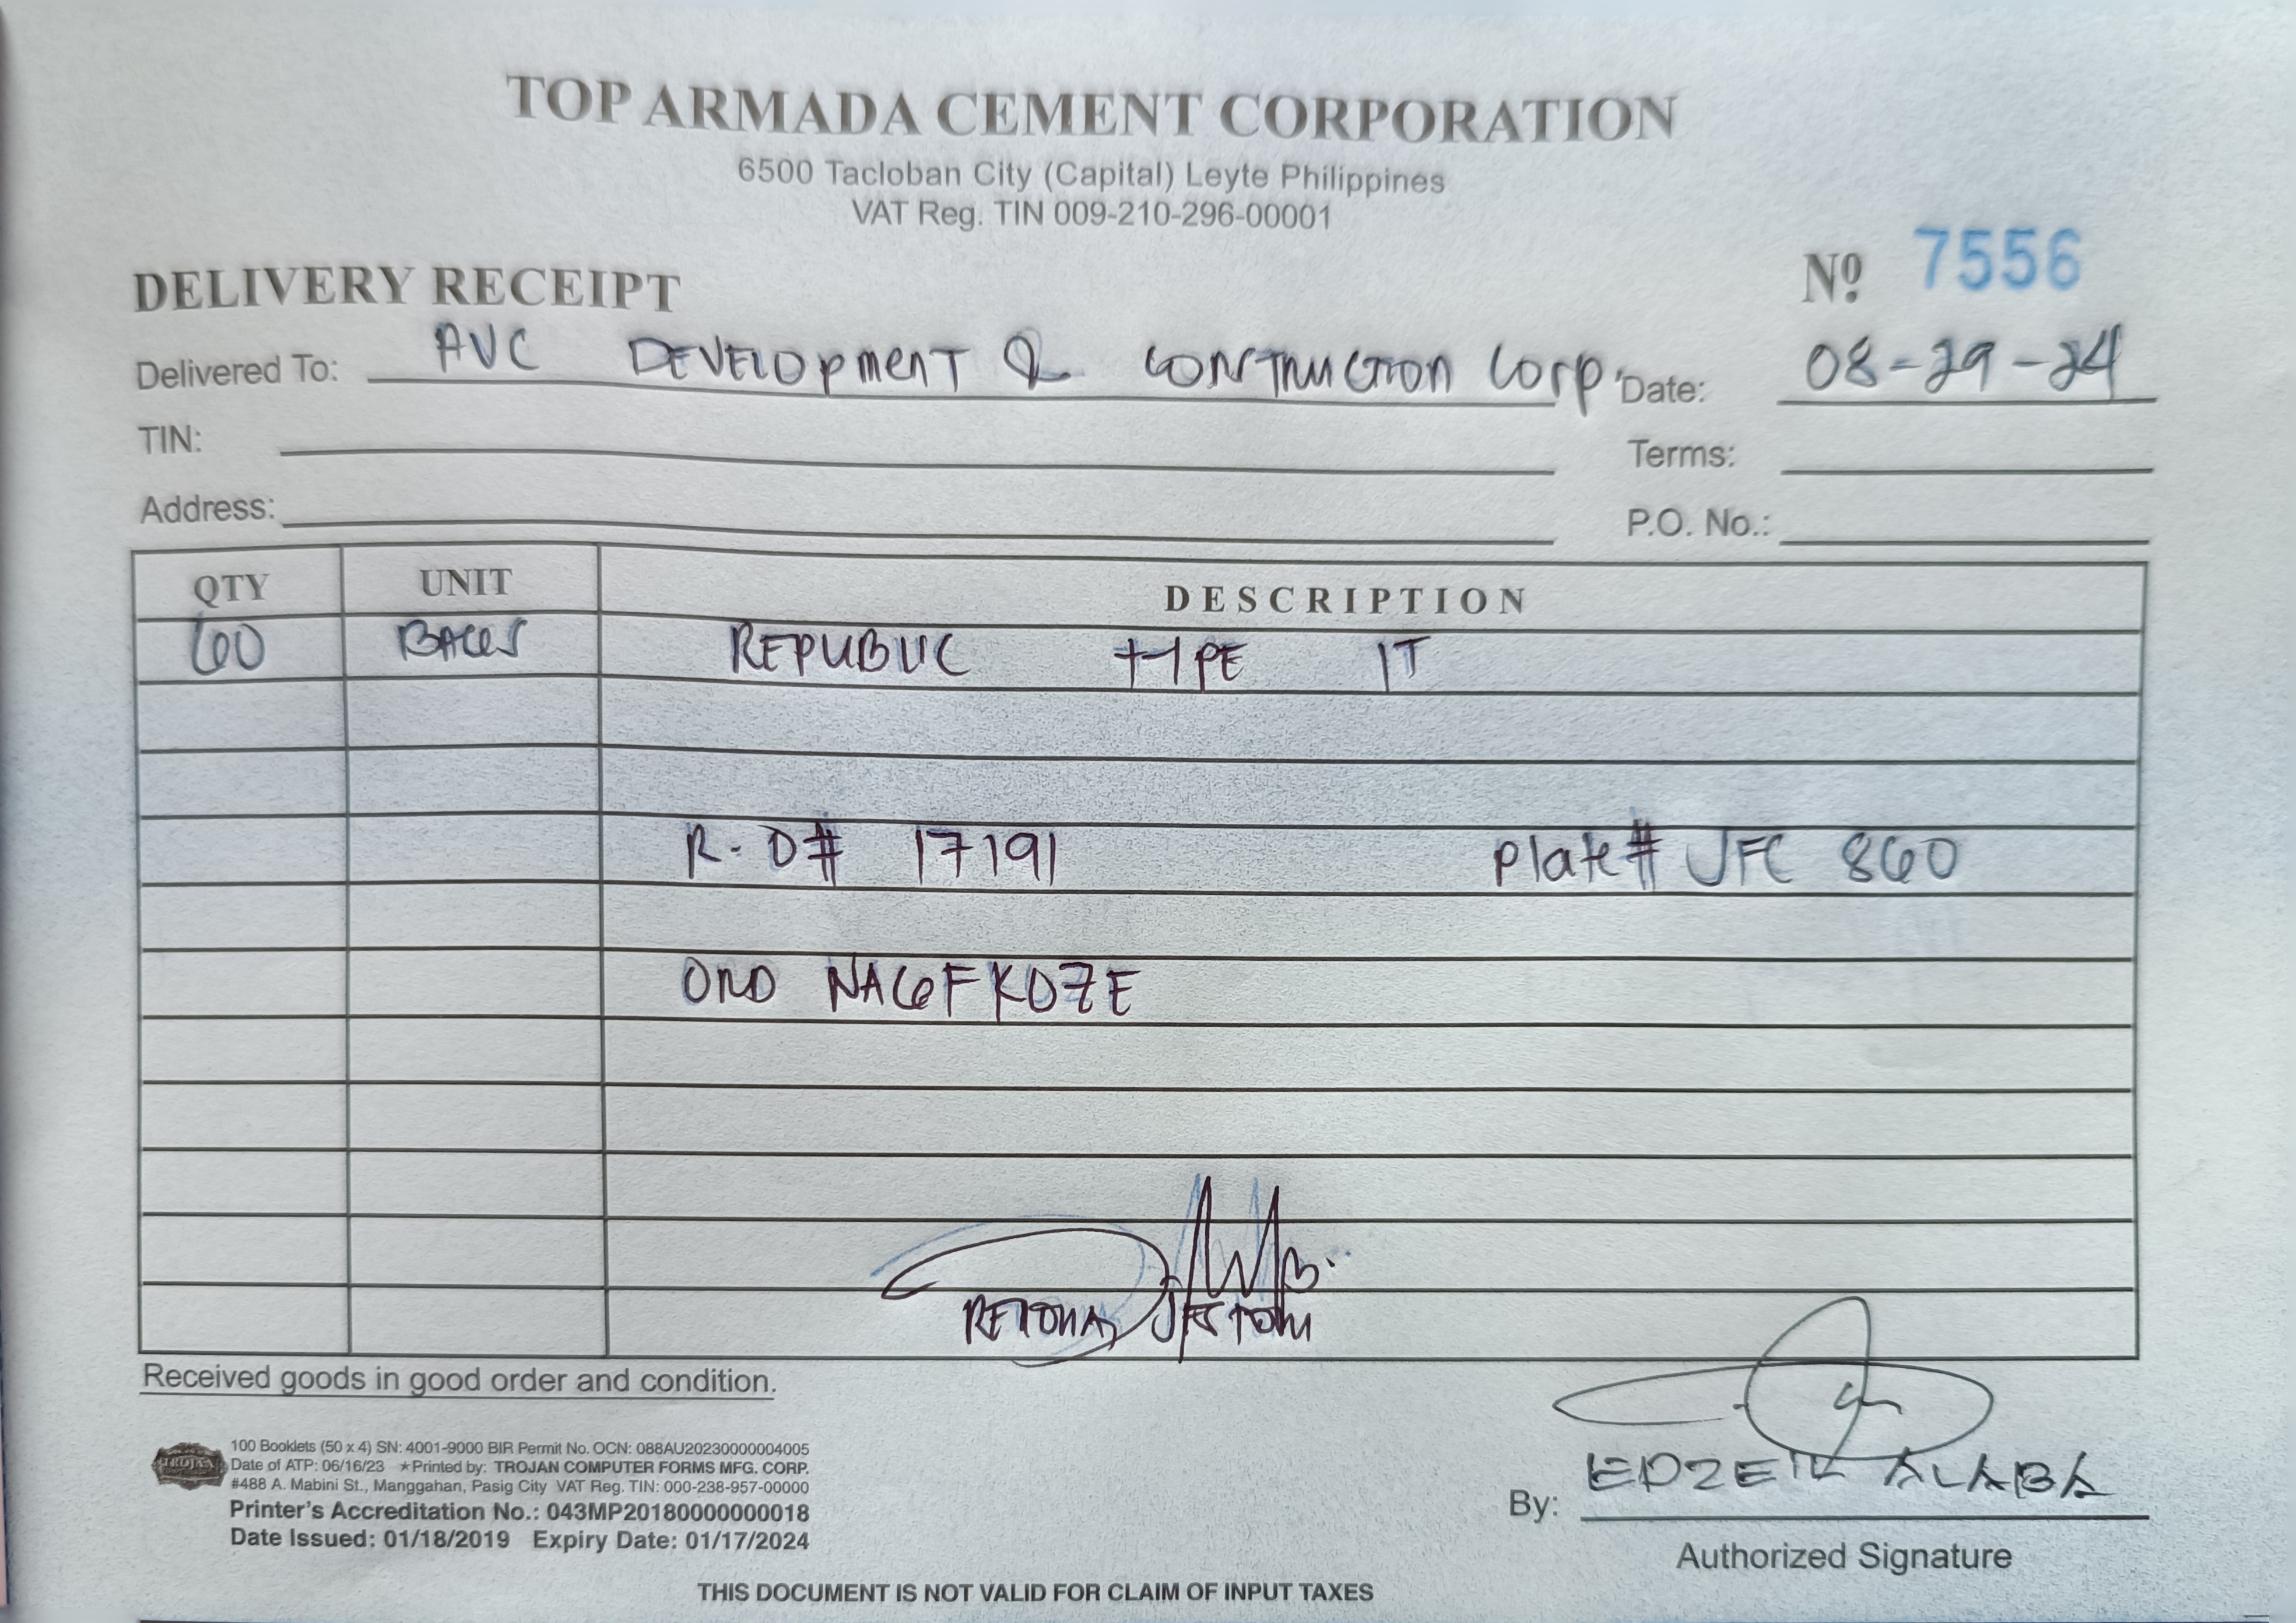 TOP ARMADA CEMENT CORPORATION
6500 Tacloban City (Capital) Leyte Philippines
VAT Reg. TIN 009-210-296-00001
DELIVERY RECEIPT
Nº 7556
Delivered To: AVC DEVELOPMENT & CONSTRUCTION Corp. Date: 08-29-24
TIN: Terms:
Address: P.O. No.:
QTY UNIT DESCRIPTION
60 BAGS REPUBLIC TYPE 1T
R.O# 17191 Plate# JFC 860
ORD NAGFKOZE
Received goods in good order and condition.
TROJAN
100 Booklets (50 x 4) SN: 4001-9000 BIR Permit No. OCN: 088AU20230000004005
Date of ATP: 06/16/23 ★Printed by: TROJAN COMPUTER FORMS MFG. CORP.
#488 A. Mabini St., Manggahan, Pasig City VAT Reg. TIN: 000-238-957-00000
Printer's Accreditation No.: 043MP20180000000018
Date Issued: 01/18/2019 Expiry Date: 01/17/2024
By: ALABA
Authorized Signature
THIS DOCUMENT IS NOT VALID FOR CLAIM OF INPUT TAXES